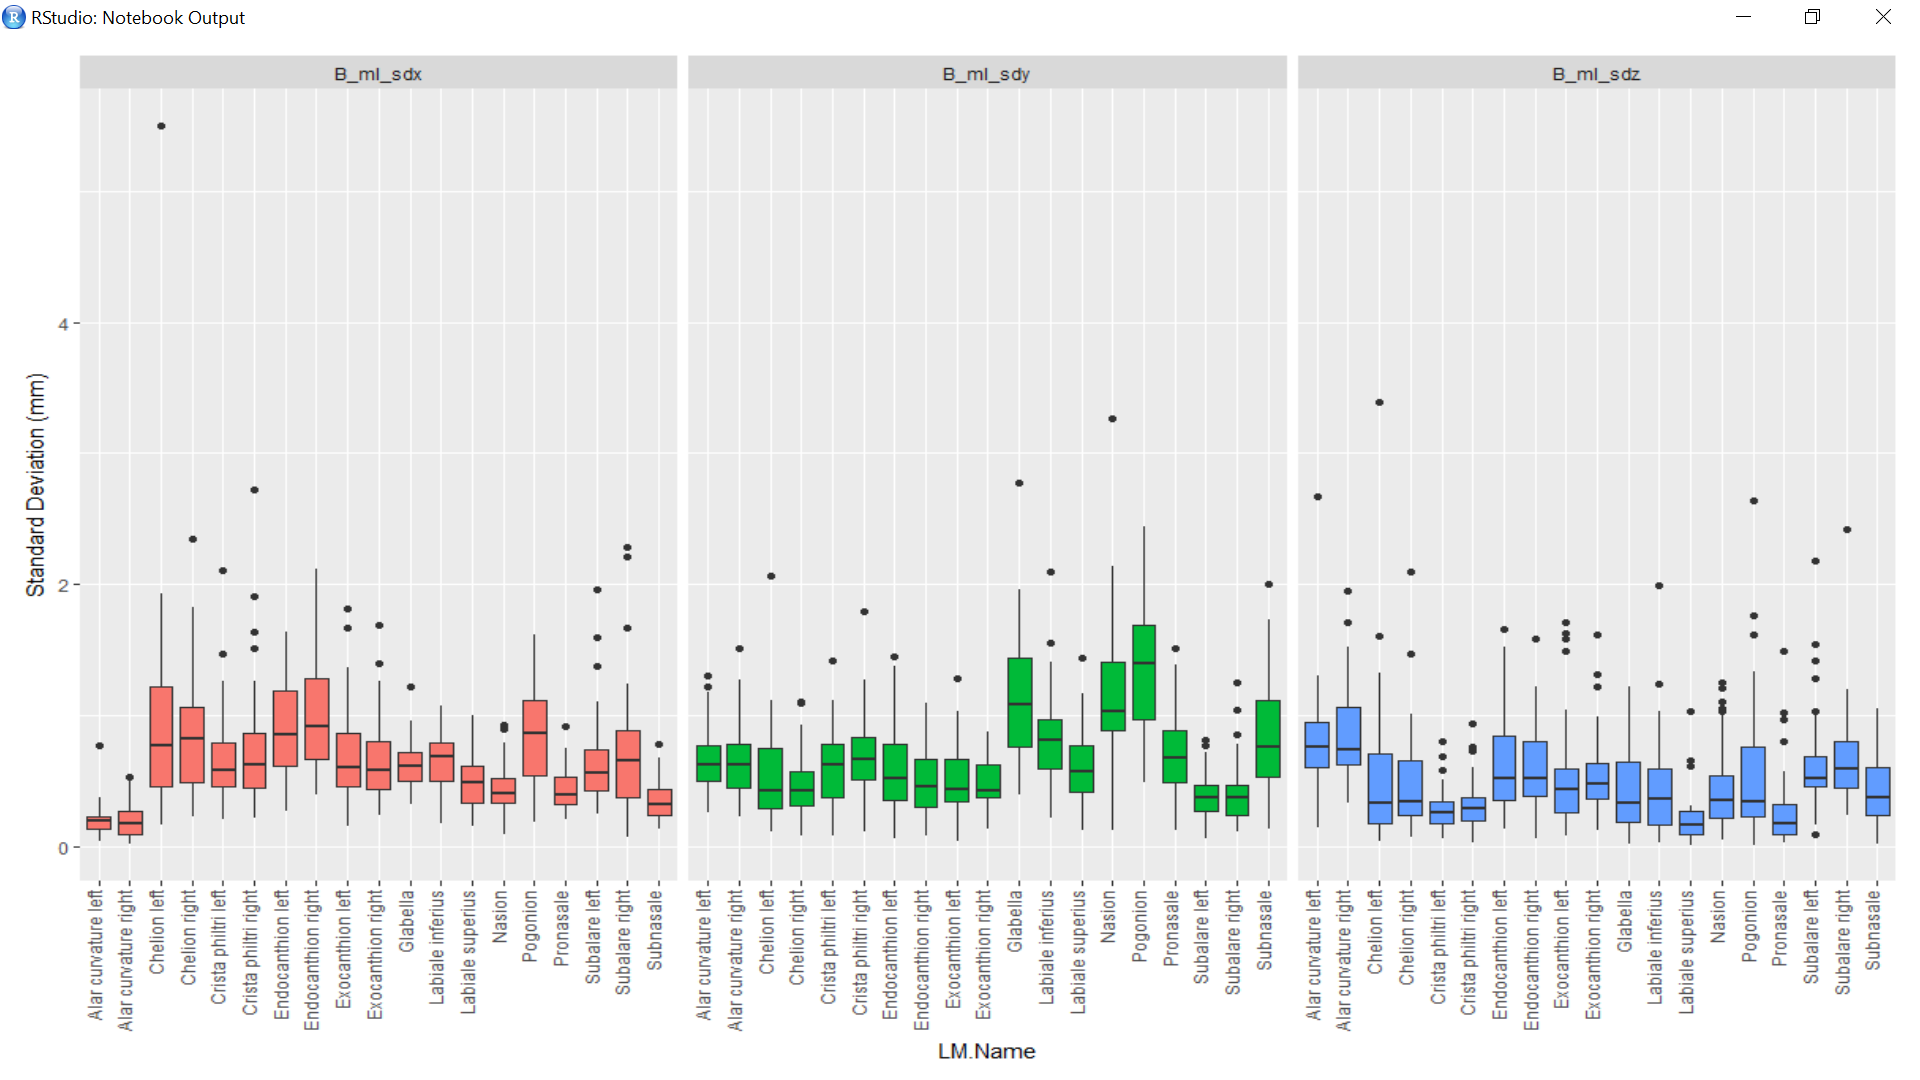 R RStudio: Notebook Output
B_ml_sdx
B_ml_sdy
B_ml_sdz
Standard Deviation (mm)
4
2
0
Alar curvature left
Alar curvature right
Chelion left
Chelion right
Crista philtri left
Crista philtri right
Endocanthion left
Endocanthion right
Exocanthion left
Exocanthion right
Glabella
Labiale inferius
Labiale superius
Nasion
Pogonion
Pronasale
Subalare left
Subalare right
Subnasale
Alar curvature left
Alar curvature right
Chelion left
Chelion right
Crista philtri left
Crista philtri right
Endocanthion left
Endocanthion right
Exocanthion left
Exocanthion right
Glabella
Labiale inferius
Labiale superius
Nasion
Pogonion
Pronasale
Subalare left
Subalare right
Subnasale
Alar curvature left
Alar curvature right
Chelion left
Chelion right
Crista philtri left
Crista philtri right
Endocanthion left
Endocanthion right
Exocanthion left
Exocanthion right
Glabella
Labiale inferius
Labiale superius
Nasion
Pogonion
Pronasale
Subalare left
Subalare right
Subnasale
LM.Name